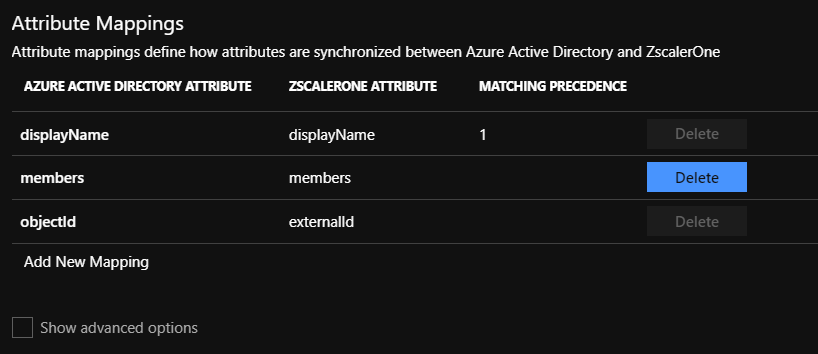 Attribute Mappings
Attribute mappings define how attributes are synchronized between Azure Active Directory and ZscalerOne
AZURE ACTIVE DIRECTORY ATTRIBUTE ZSCALERONE ATTRIBUTE MATCHING PRECEDENCE
displayName displayName 1 Delete
members members Delete
objectId externalId Delete
Add New Mapping
Show advanced options